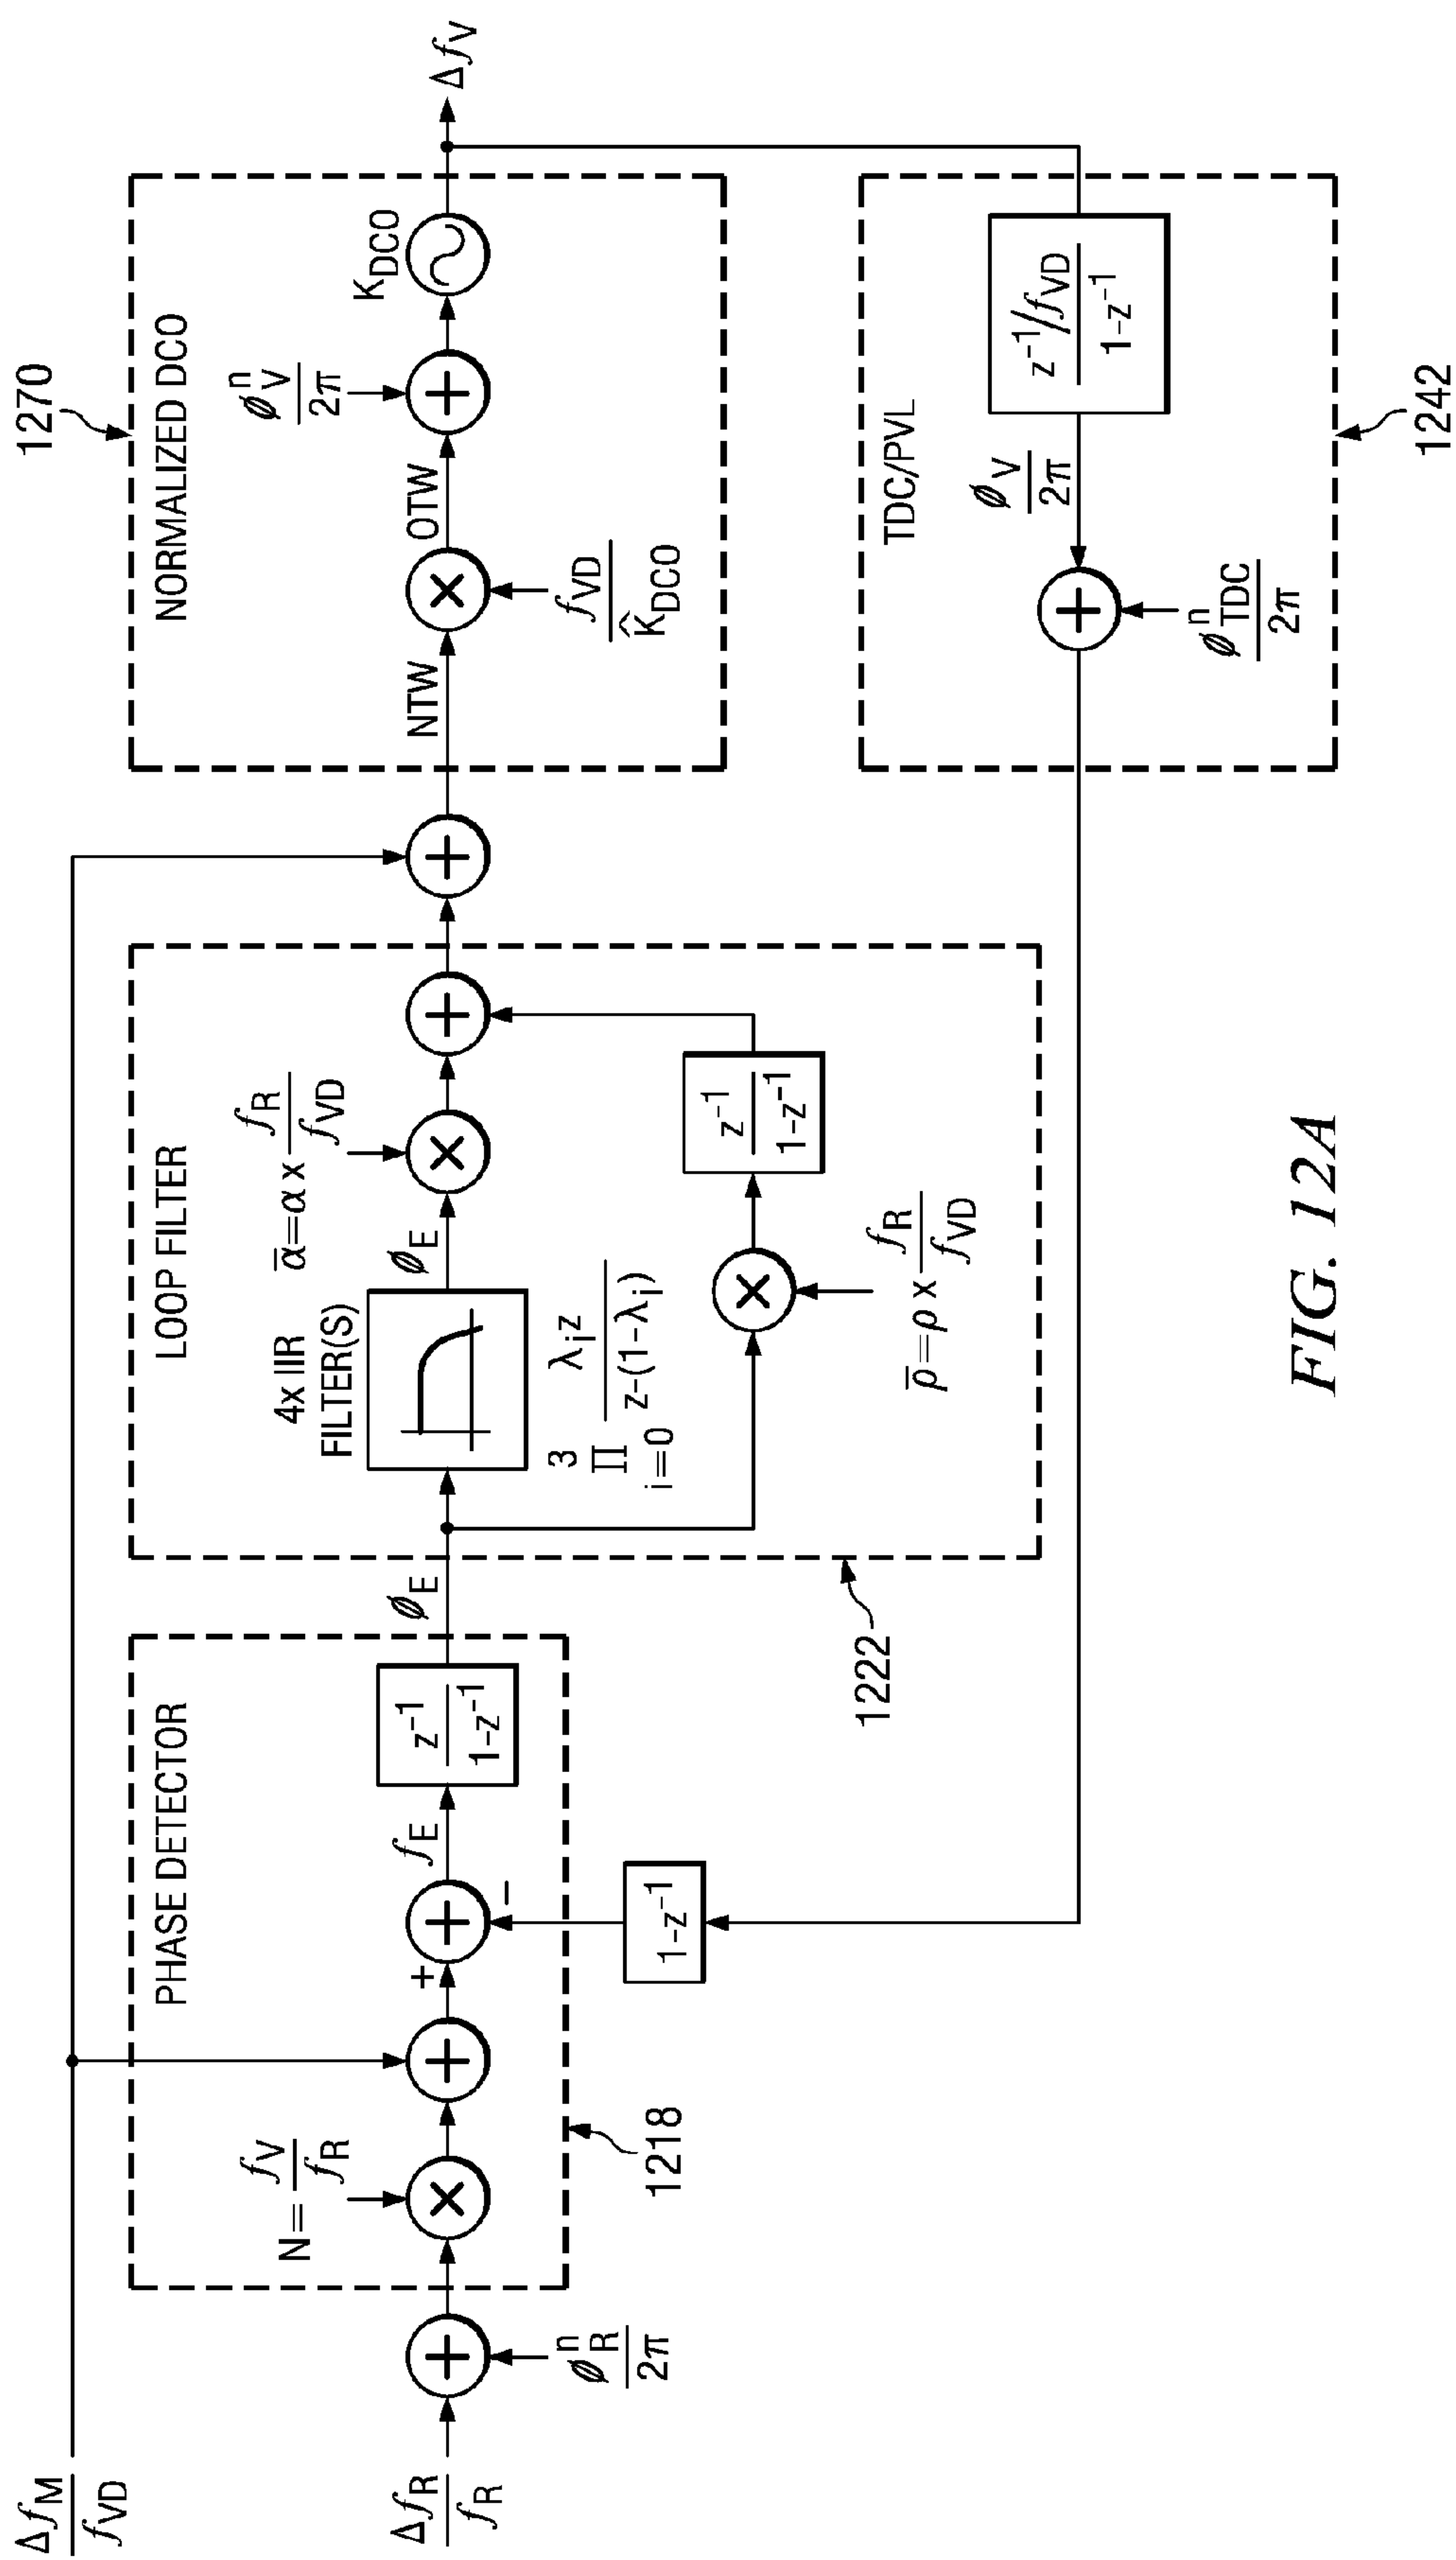 Δf_M / f_VD
Δf_R / f_R
ø^n_R / 2π
PHASE DETECTOR
N = f_V / f_R
+
f_E
−
z^-1 / 1-z^-1
1-z^-1
1218
ø_E
LOOP FILTER
4x IIR
FILTER(S)
3
Π λ_i z / z-(1-λ_i)
i=0
ø_E
α̅=α x f_R / f_VD
ρ̅=ρ x f_R / f_VD
z^-1 / 1-z^-1
1222
1270
NORMALIZED DCO
NTW
f_VD / K̂_DCO
OTW
ø^n_V / 2π
K_DCO
Δf_V
TDC/PVL
z^-1/f_VD / 1-z^-1
ø_V / 2π
ø^n_TDC / 2π
1242
FIG. 12A